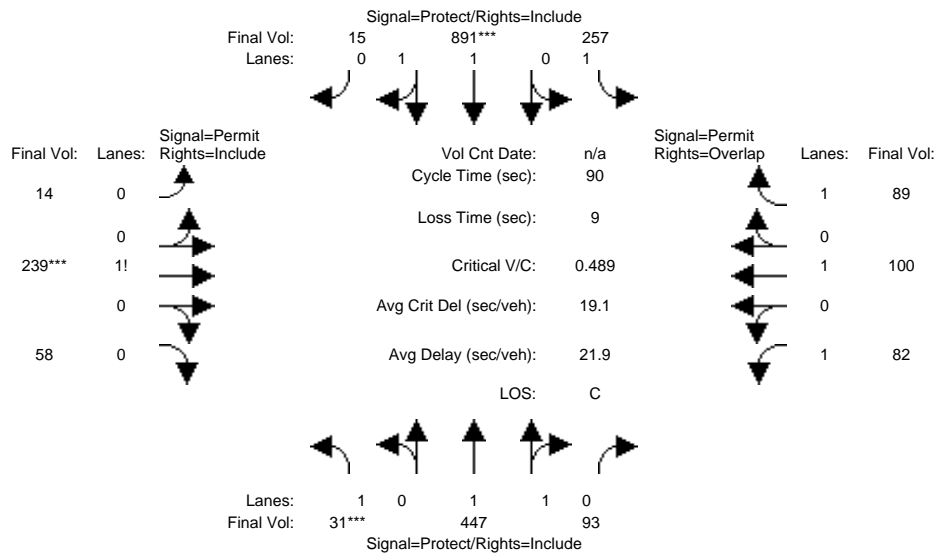 Signal=Protect/Rights=Include
Final Vol: 15 891*** 257
Lanes: 0 1 1 0 1
Signal=Permit Signal=Permit
Final Vol: Lanes: Rights=Include Vol Cnt Date: n/a Rights=Overlap Lanes: Final Vol:
Cycle Time (sec): 90
14 0 1 89
Loss Time (sec): 9
0 0
239*** 1! Critical V/C: 0.489 1 100
0 Avg Crit Del (sec/veh): 19.1 0
58 0 Avg Delay (sec/veh): 21.9 1 82
LOS: C
Lanes: 1 0 1 1 0
Final Vol: 31*** 447 93
Signal=Protect/Rights=Include